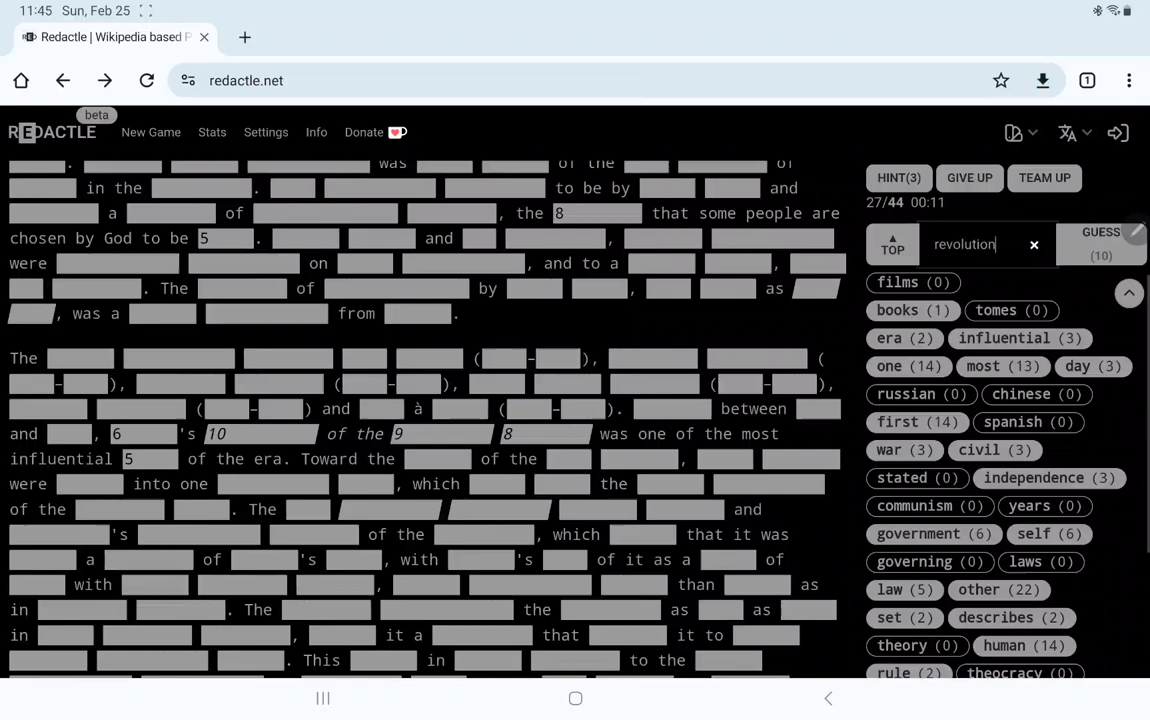 11:45 Sun, Feb 25
Redactle | Wikipedia based P
redactle.net
beta
REDACTLE New Game Stats Settings Info Donate
HINT(3) GIVE UP TEAM UP
27/44 00:11
▲ TOP revolution × GUESS (10)
films (0)
books (1) tomes (0)
era (2) influential (3)
one (14) most (13) day (3)
russian (0) chinese (0)
first (14) spanish (0)
war (3) civil (3)
stated (0) independence (3)
communism (0) years (0)
government (6) self (6)
governing (0) laws (0)
law (5) other (22)
set (2) describes (2)
theory (0) human (14)
rule (2) theocracy (0)
. was of the of
in the . to be by and
a of , the 8 that some people are
chosen by God to be 5 . and ,
were on , and to a ,
. The of by , as
, was a from .
The ( - ), (
- ), ( - ), ( - ),
( - ) and à ( - ). between
and , 6 's 10 of the 9 8 was one of the most
influential 5 of the era. Toward the of the ,
were into one , which the
of the . The and
's of the , which that it was
a of 's , with 's of it as a of
with , than as
in . The the as as
in , it a that it to
. This in to the